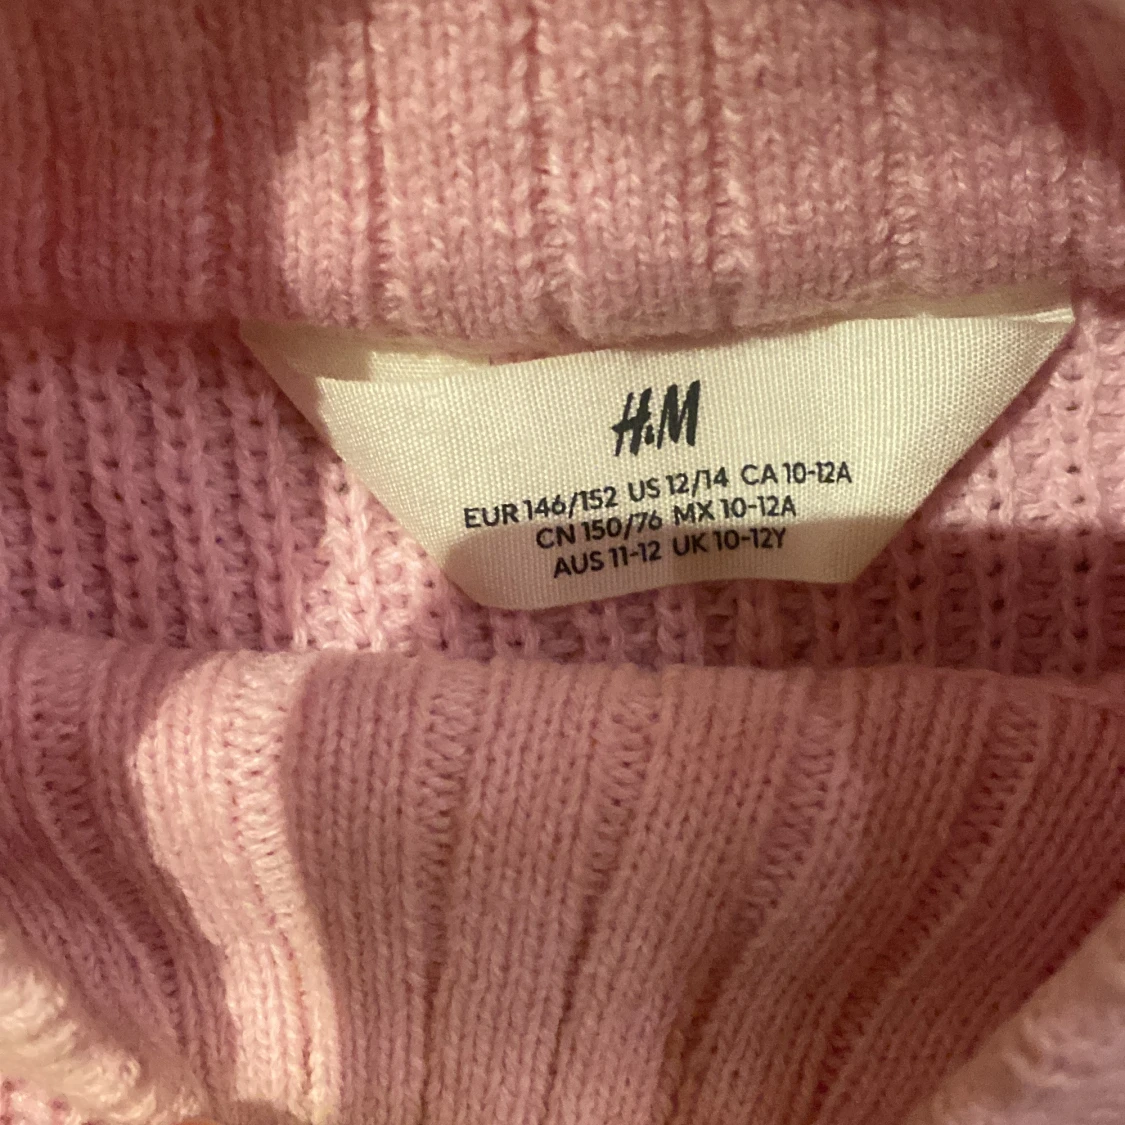 H&M
EUR 146/152 US 12/14 CA 10-12A
CN 150/76 MX 10-12A
AUS 11-12 UK 10-12Y